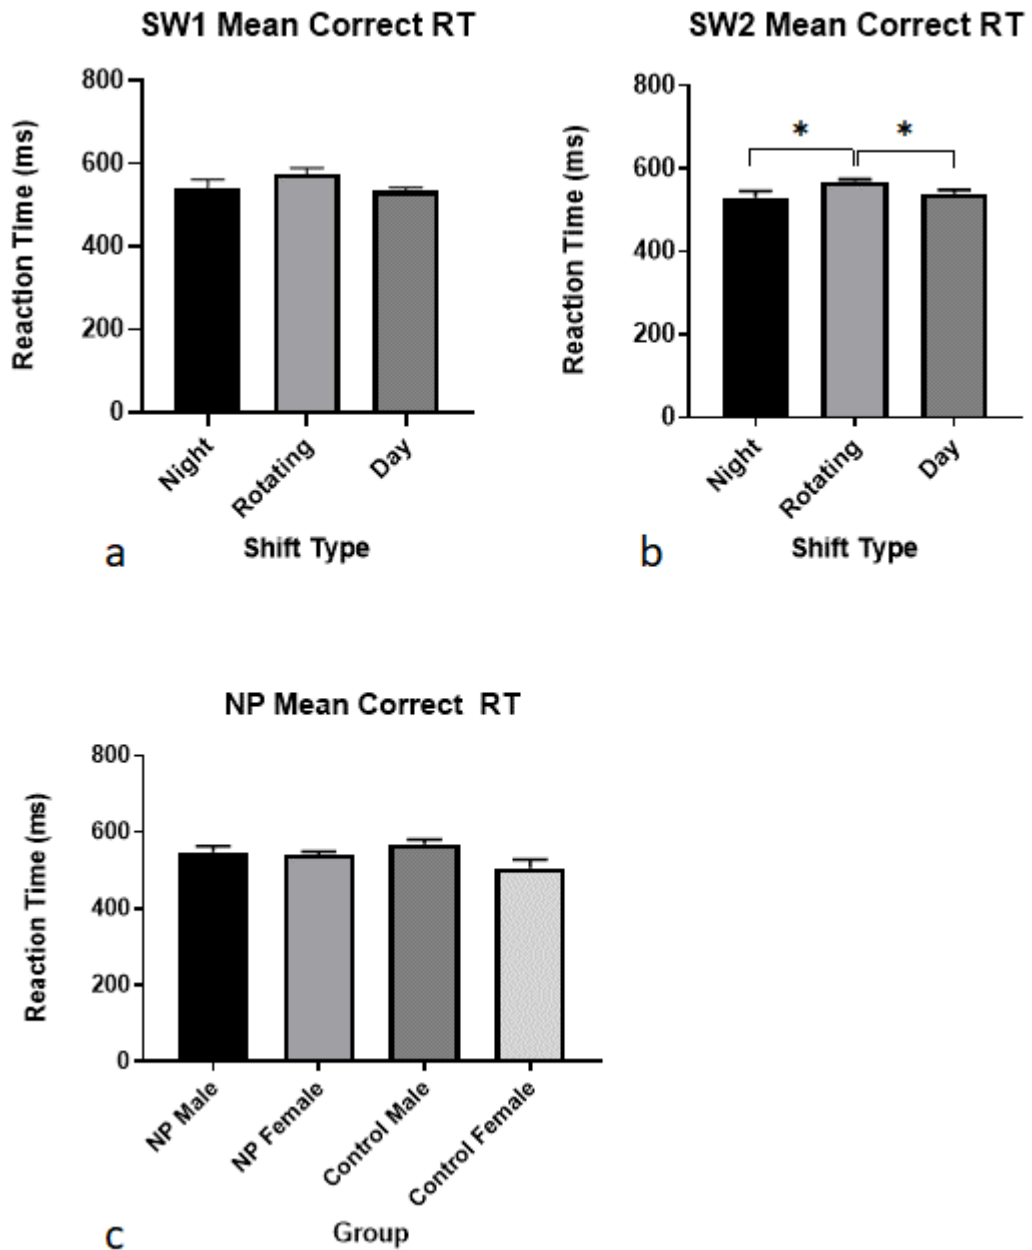 SW1 Mean Correct RT
Reaction Time (ms)
800
600
400
200
0
Night
Rotating
Day
Shift Type
a
SW2 Mean Correct RT
Reaction Time (ms)
800
600
400
200
0
*
*
Night
Rotating
Day
Shift Type
b
NP Mean Correct RT
Reaction Time (ms)
800
600
400
200
0
NP Male
NP Female
Control Male
Control Female
Group
c